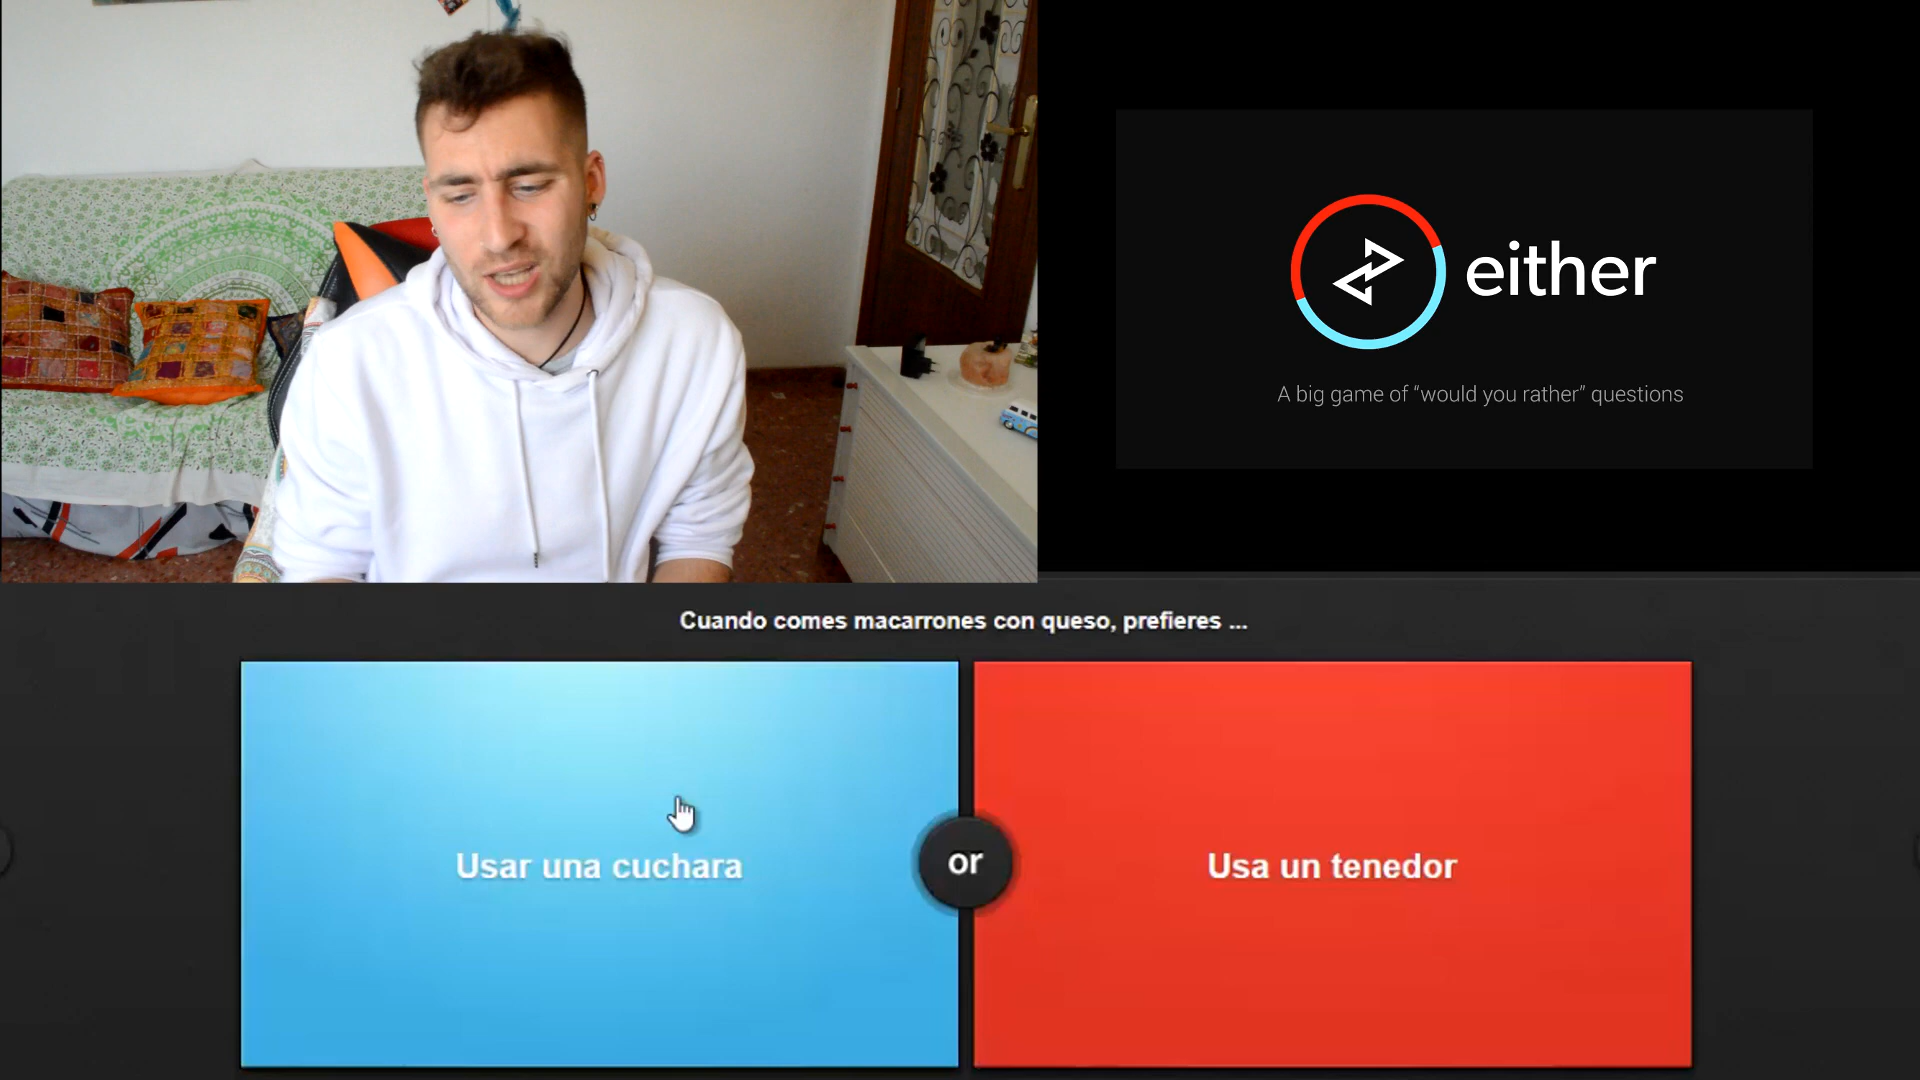 either
A big game of “would you rather” questions
Cuando comes macarrones con queso, prefieres ...
Usar una cuchara
or
Usa un tenedor